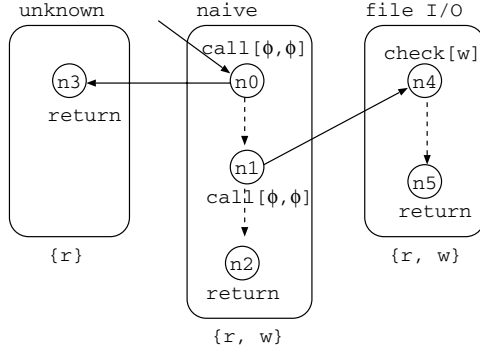 unknown
naive
file I/O
call[ϕ,ϕ]
check[w]
n3
n0
n4
return
n1
call[ϕ,ϕ]
n5
return
n2
return
{r}
{r, w}
{r, w}